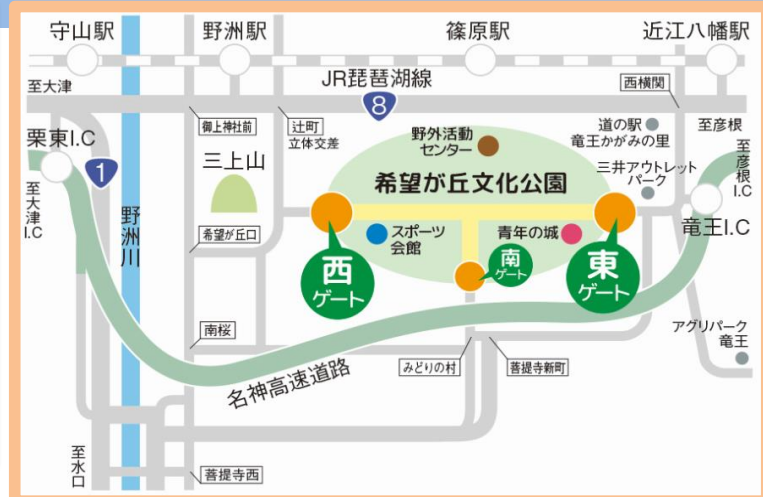 守山駅
野洲駅
篠原駅
近江八幡駅
JR琵琶湖線
至大津
8
西横関
御上神社前
辻町
立体交差
野外活動
センター
道の駅
竜王かがみの里
至彦根
栗東I.C
1
三上山
希望が丘文化公園
三井アウトレット
パーク
至彦根I.C
至大津I.C
野洲川
希望が丘口
スポーツ
会館
青年の城
竜王I.C
西
ゲート
南
ゲート
東
ゲート
南桜
アグリパーク
竜王
みどりの村
菩提寺新町
名神高速道路
至水口
菩提寺西